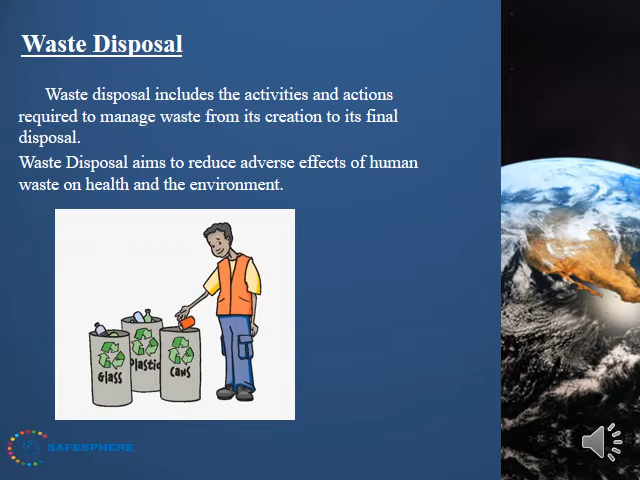 Waste Disposal
Waste disposal includes the activities and actions
required to manage waste from its creation to its final
disposal.
Waste Disposal aims to reduce adverse effects of human
waste on health and the environment.
Glass
Plastic
Cans
SAFESPHERE